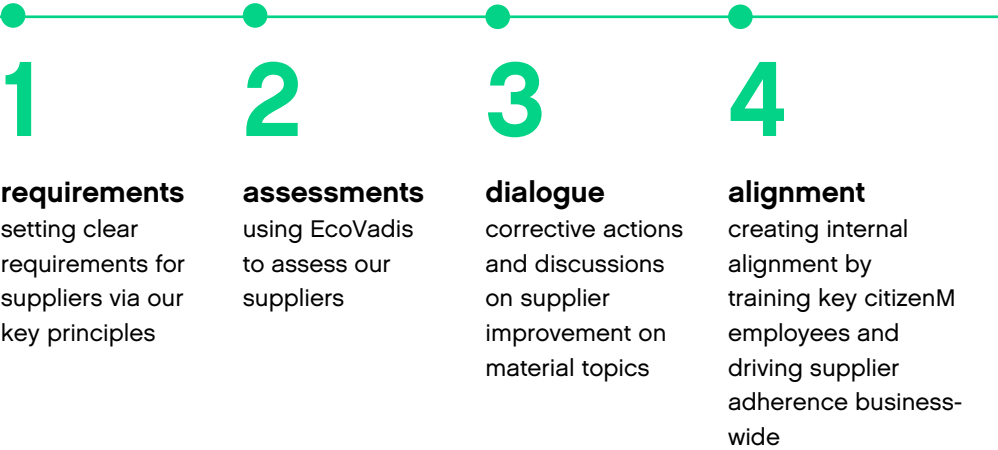 1
requirements
setting clear
requirements for
suppliers via our
key principles
2
assessments
using EcoVadis
to assess our
suppliers
3
dialogue
corrective actions
and discussions
on supplier
improvement on
material topics
4
alignment
creating internal
alignment by
training key citizenM
employees and
driving supplier
adherence business-
wide